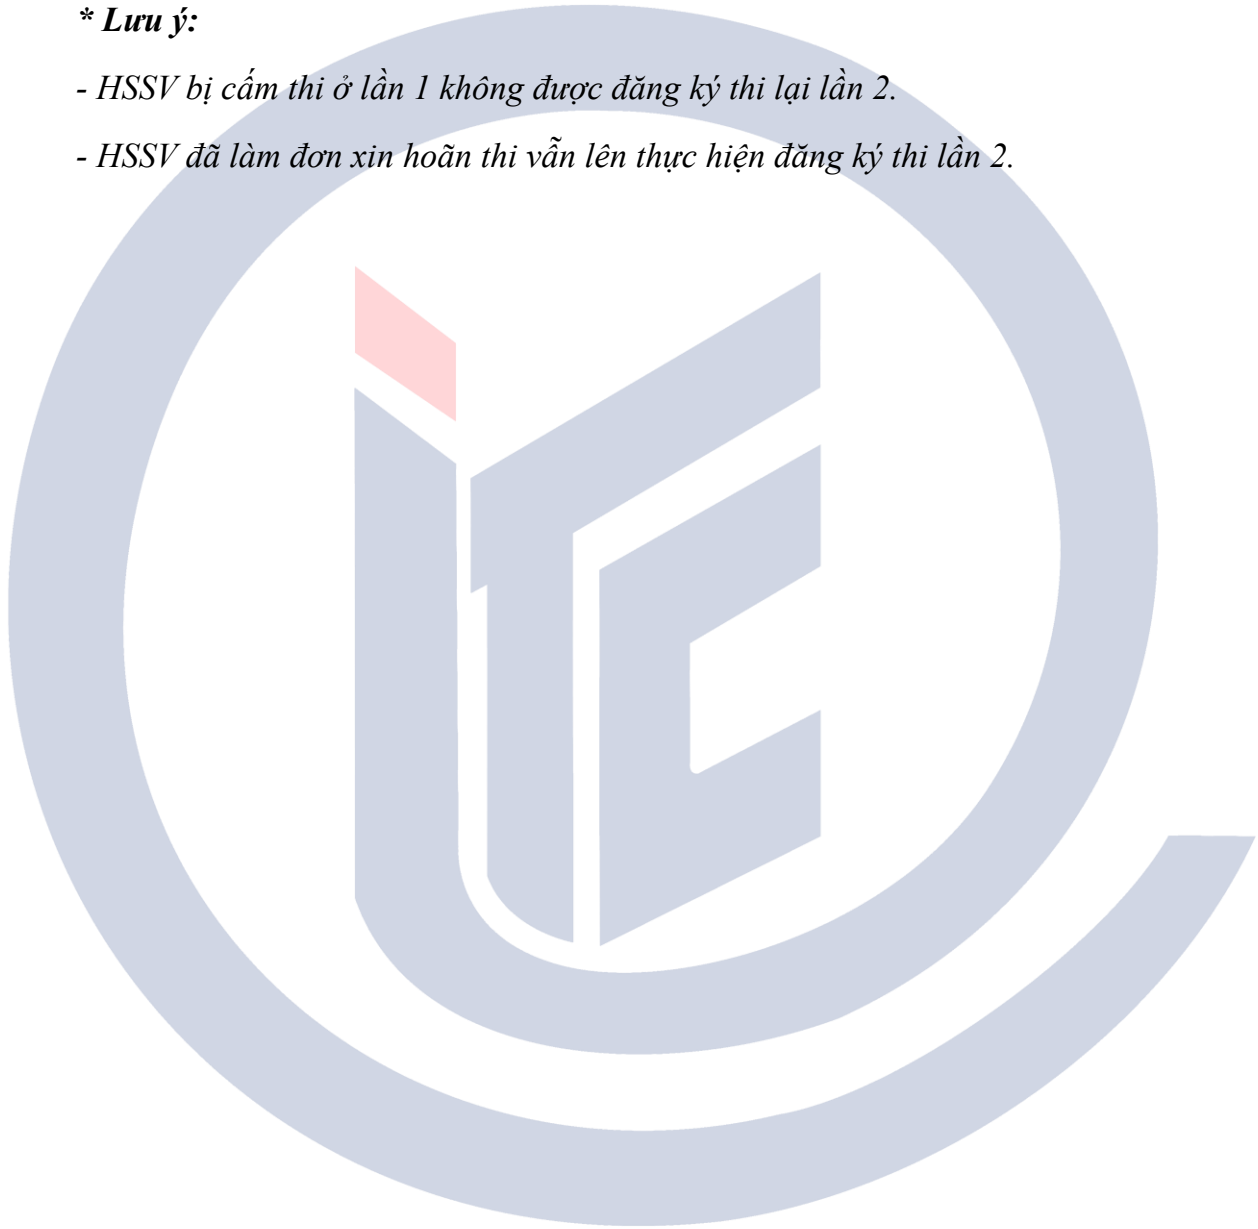 * Lưu ý:
- HSSV bị cấm thi ở lần 1 không được đăng ký thi lại lần 2.
- HSSV đã làm đơn xin hoãn thi vẫn lên thực hiện đăng ký thi lần 2.
iTC